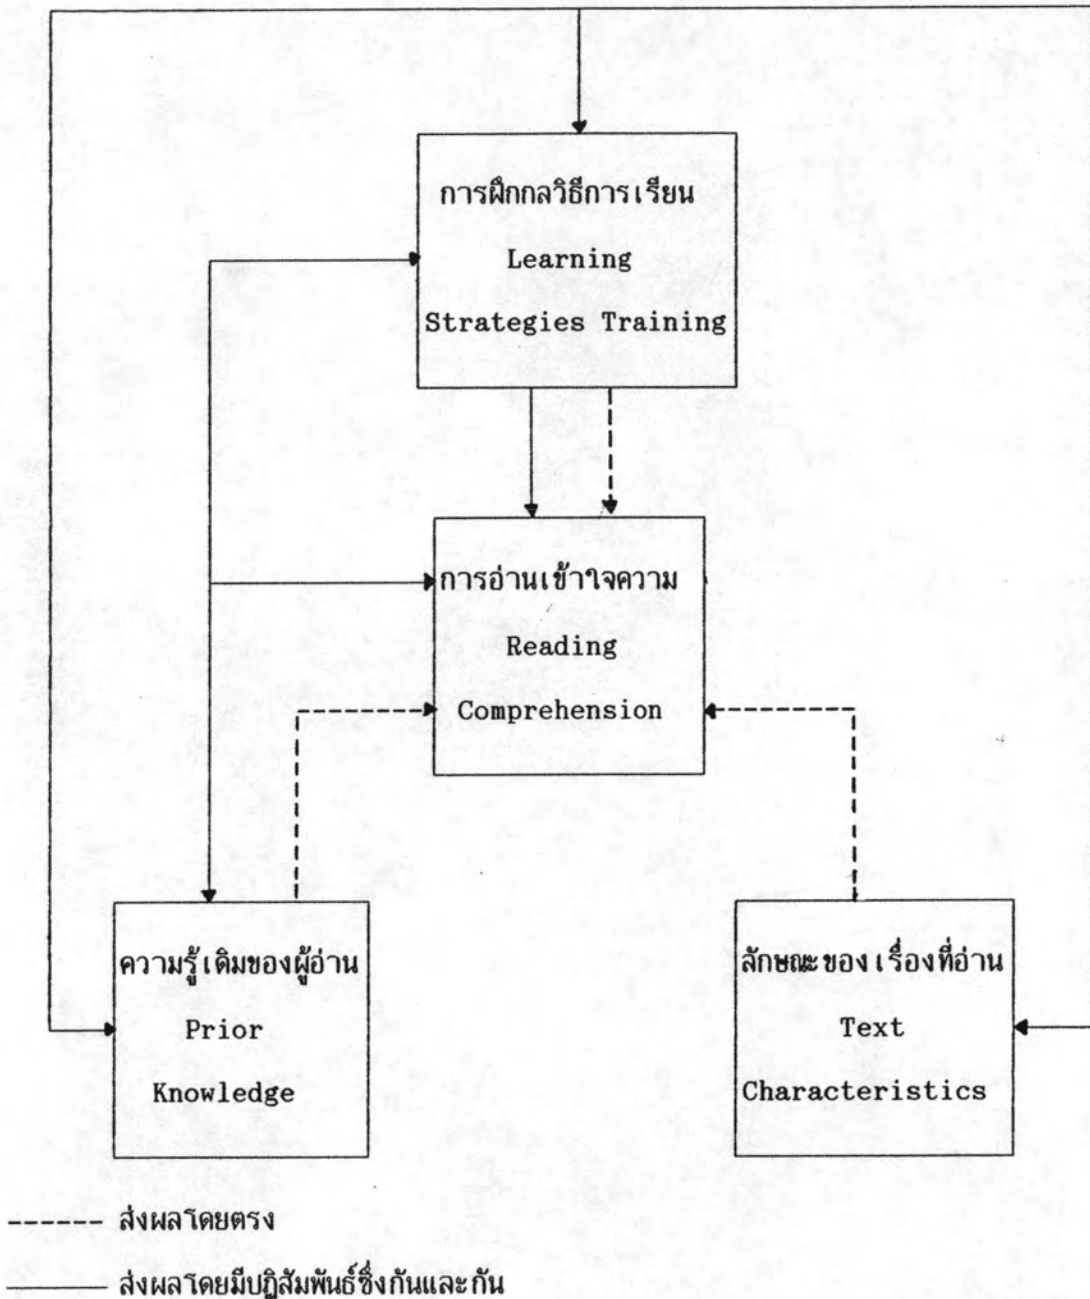 การฝึกกลวิธีการเรียน
Learning
Strategies Training
การอ่านเข้าใจความ
Reading
Comprehension
ความรู้เดิมของผู้อ่าน
Prior
Knowledge
ลักษณะของเรื่องที่อ่าน
Text
Characteristics
ส่งผลโดยตรง
ส่งผลโดยมีปฏิสัมพันธ์ซึ่งกันและกัน